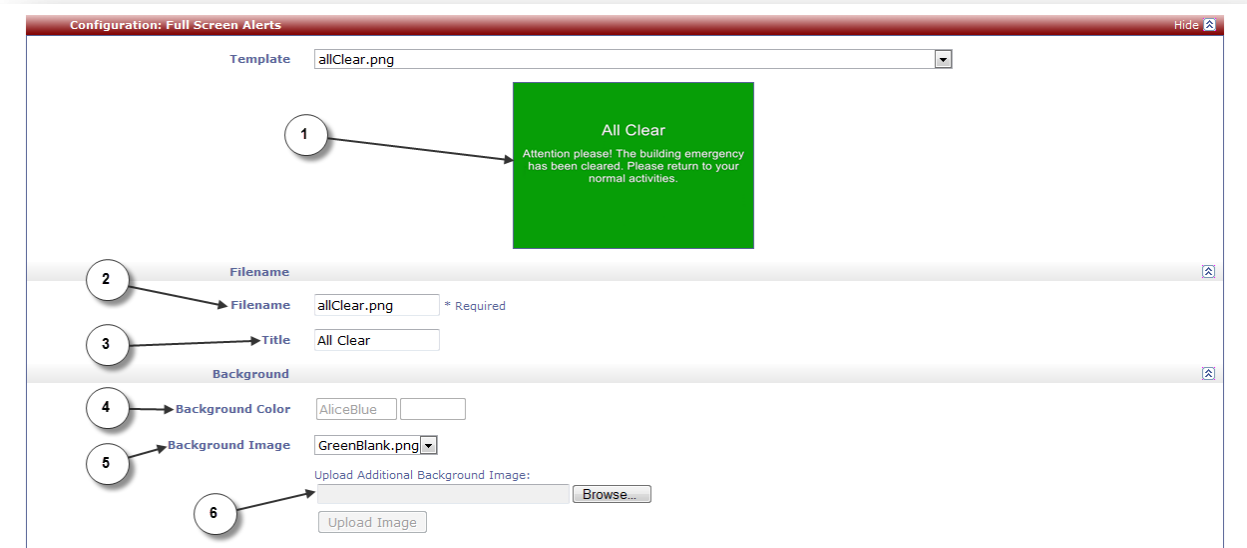 Configuration: Full Screen Alerts Hide
Template allClear.png
1
All Clear
Attention please! The building emergency
has been cleared. Please return to your
normal activities.
2
Filename
Filename allClear.png * Required
3
Title All Clear
Background
4
Background Color AliceBlue
5
Background Image GreenBlank.png
Upload Additional Background Image:
6
Browse...
Upload Image